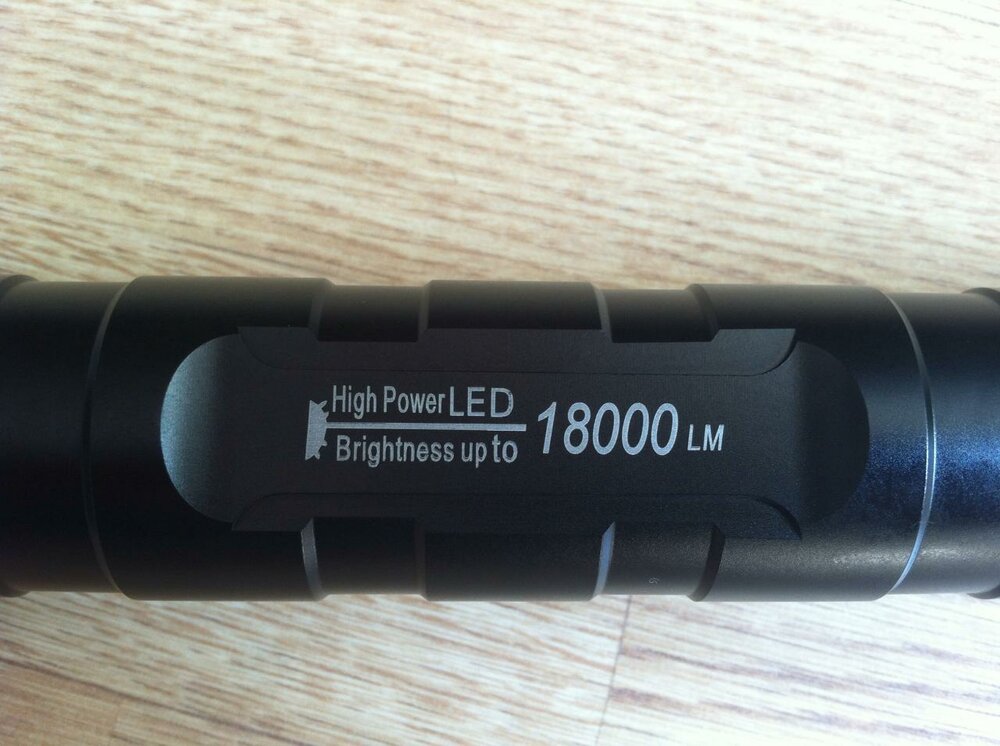 High Power LED
Brightness up to
18000 LM